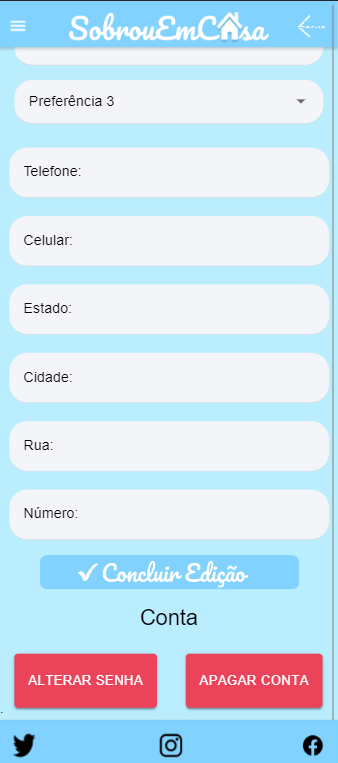 SobrouEmCasa
Preferência 3
Telefone:
Celular:
Estado:
Cidade:
Rua:
Número:
✓ Concluir Edição
Conta
ALTERAR SENHA APAGAR CONTA